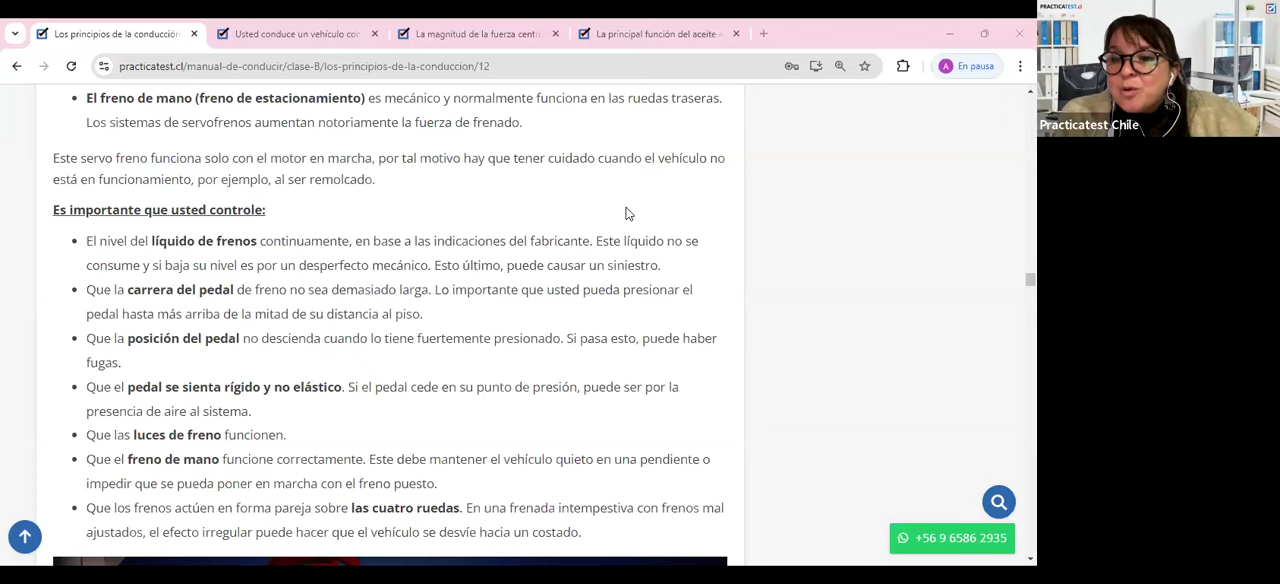 Los principios de la conducción
Usted conduce un vehículo con
La magnitud de la fuerza centr
La principal función del aceite e
practicatest.cl/manual-de-conducir/clase-B/los-principios-de-la-conduccion/12
A
En pausa
PRACTICATEST.cl
Practicatest Chile
El freno de mano (freno de estacionamiento) es mecánico y normalmente funciona en las ruedas traseras.
Los sistemas de servofrenos aumentan notoriamente la fuerza de frenado.
Este servo freno funciona solo con el motor en marcha, por tal motivo hay que tener cuidado cuando el vehículo no
está en funcionamiento, por ejemplo, al ser remolcado.
Es importante que usted controle:
El nivel del líquido de frenos continuamente, en base a las indicaciones del fabricante. Este líquido no se
consume y si baja su nivel es por un desperfecto mecánico. Esto último, puede causar un siniestro.
Que la carrera del pedal de freno no sea demasiado larga. Lo importante que usted pueda presionar el
pedal hasta más arriba de la mitad de su distancia al piso.
Que la posición del pedal no descienda cuando lo tiene fuertemente presionado. Si pasa esto, puede haber
fugas.
Que el pedal se sienta rígido y no elástico. Si el pedal cede en su punto de presión, puede ser por la
presencia de aire al sistema.
Que las luces de freno funcionen.
Que el freno de mano funcione correctamente. Este debe mantener el vehículo quieto en una pendiente o
impedir que se pueda poner en marcha con el freno puesto.
Que los frenos actúen en forma pareja sobre las cuatro ruedas. En una frenada intempestiva con frenos mal
ajustados, el efecto irregular puede hacer que el vehículo se desvíe hacia un costado.
+56 9 6586 2935